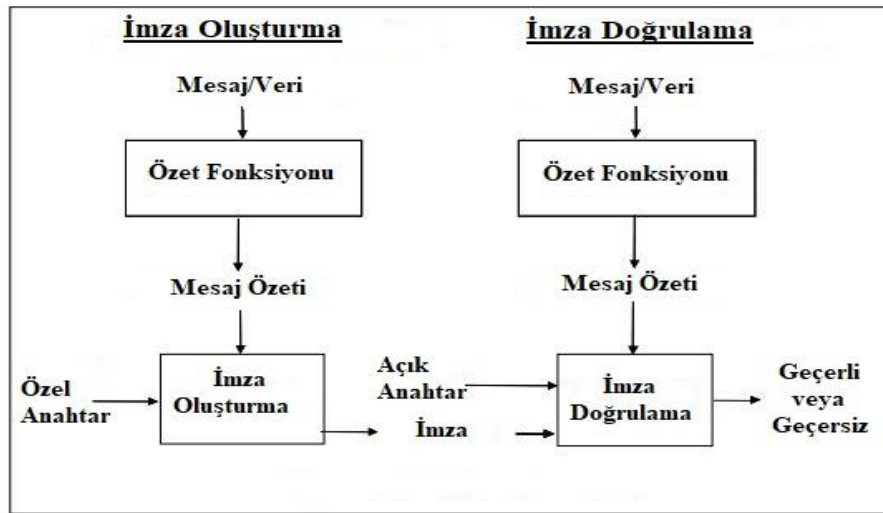 İmza Oluşturma
Mesaj/Veri
Özet Fonksiyonu
Mesaj Özeti
Özel
Anahtar
İmza
Oluşturma
İmza Doğrulama
Mesaj/Veri
Özet Fonksiyonu
Mesaj Özeti
Açık
Anahtar
İmza
İmza
Doğrulama
Geçerli
veya
Geçersiz